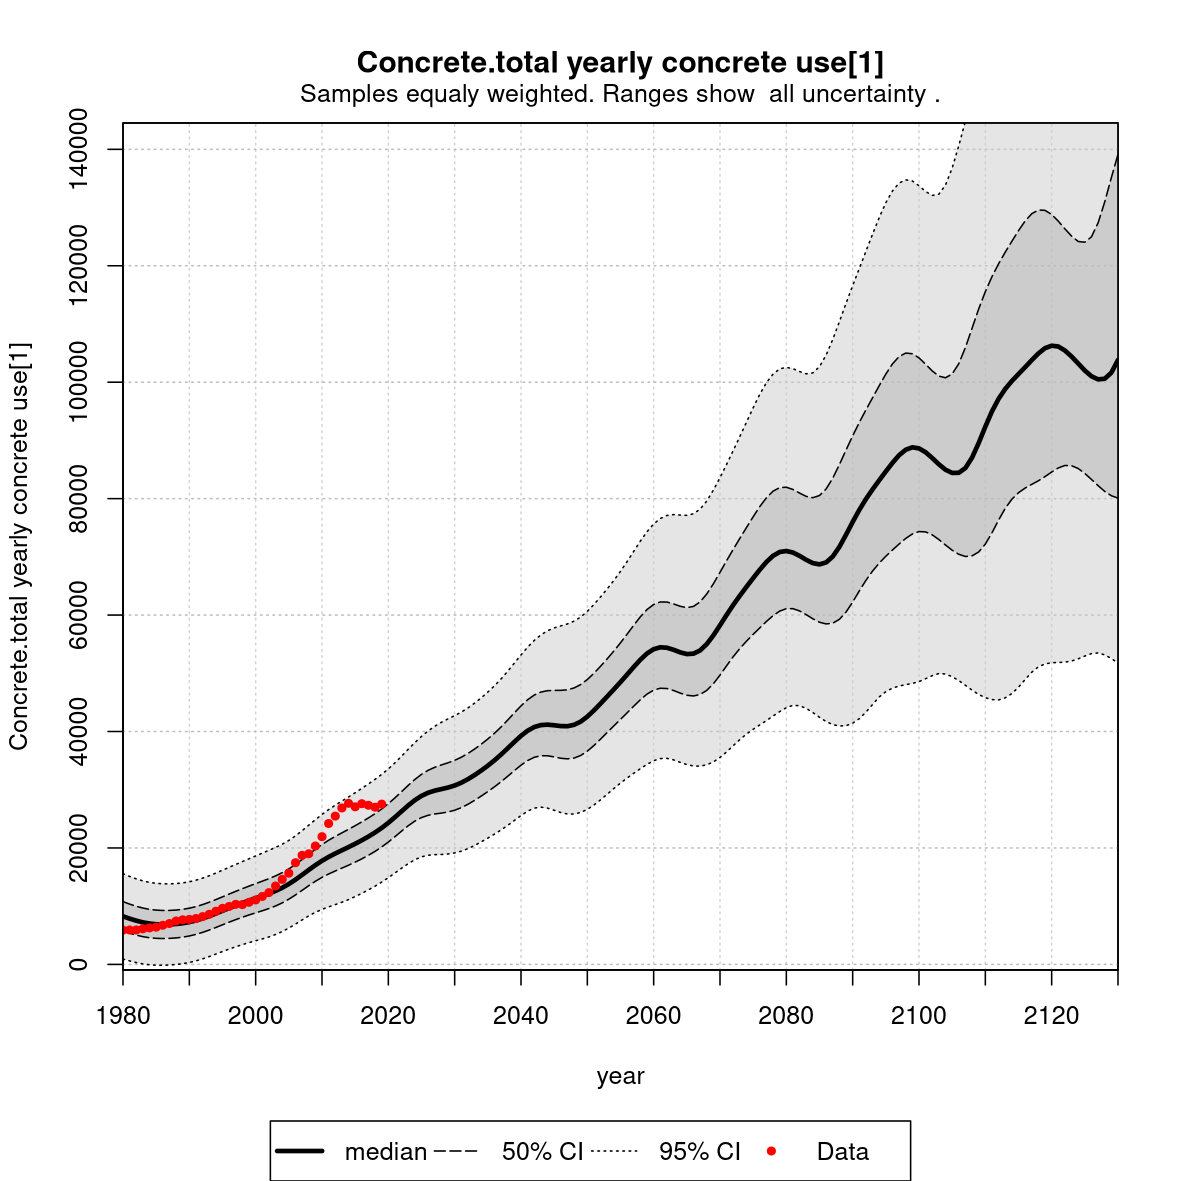 Concrete.total yearly concrete use[1]
Samples equaly weighted. Ranges show  all uncertainty .
Concrete.total yearly concrete use[1]
140000
120000
100000
80000
60000
40000
20000
0
1980 2000 2020 2040 2060 2080 2100 2120
year
median 50% CI 95% CI Data